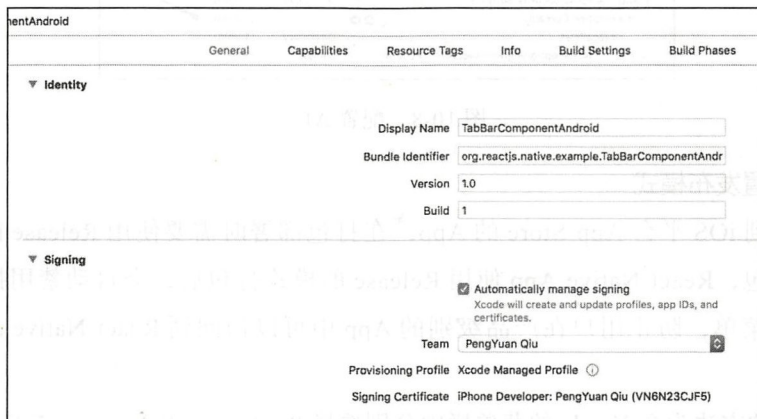 nentAndroid
General Capabilities Resource Tags Info Build Settings Build Phases
▼ Identity
Display Name TabBarComponentAndroid
Bundle Identifier org.reactjs.native.example.TabBarComponentAndr
Version 1.0
Build 1
▼ Signing
Automatically manage signing
Xcode will create and update profiles, app IDs, and
certificates.
Team PengYuan Qiu
Provisioning Profile Xcode Managed Profile
Signing Certificate iPhone Developer: PengYuan Qiu (VN6N23CJF5)